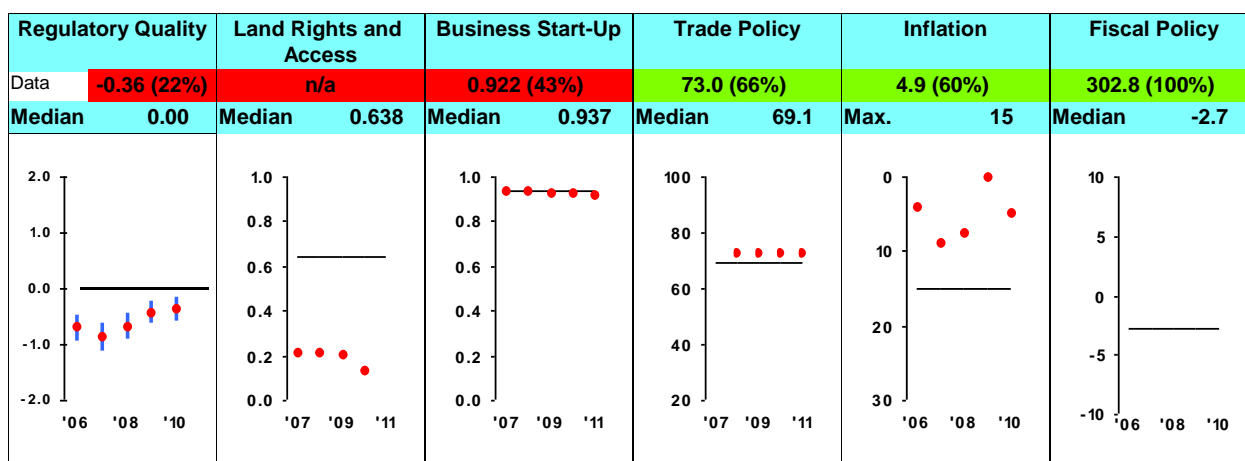 Regulatory Quality
Land Rights and
Access
Business Start-Up
Trade Policy
Inflation
Fiscal Policy
Data -0.36 (22%)
n/a
0.922 (43%)
73.0 (66%)
4.9 (60%)
302.8 (100%)
Median 0.00
Median 0.638
Median 0.937
Median 69.1
Max. 15
Median -2.7
2.0
1.0
0.0
-1.0
-2.0
'06 '08 '10
1.0
0.8
0.6
0.4
0.2
0.0
'07 '09 '11
1.0
0.8
0.6
0.4
0.2
0.0
'07 '09 '11
100
80
60
40
20
'07 '09 '11
0
10
20
30
'06 '08 '10
10
5
0
-5
-10
'06 '08 '10